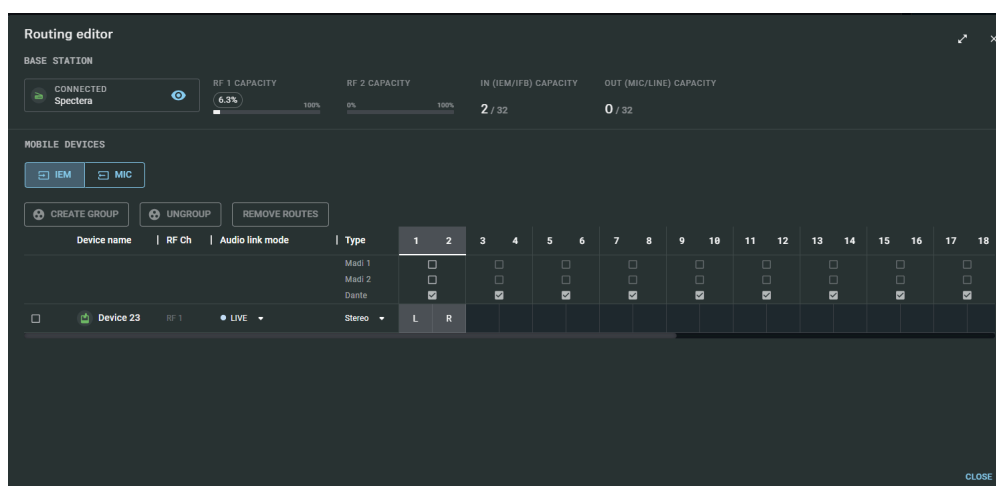 Routing editor
BASE STATION
CONNECTED
Spectera
RF 1 CAPACITY
6.3%
100%
RF 2 CAPACITY
0%
100%
IN (IEM/IFB) CAPACITY
2 / 32
OUT (MIC/LINE) CAPACITY
0 / 32
MOBILE DEVICES
IEM MIC
CREATE GROUP UNGROUP REMOVE ROUTES
Device name RF Ch Audio link mode Type 1 2 3 4 5 6 7 8 9 10 11 12 13 14 15 16 17 18
Madi 1
Madi 2
Dante
Device 23 RF 1 LIVE Stereo L R
CLOSE